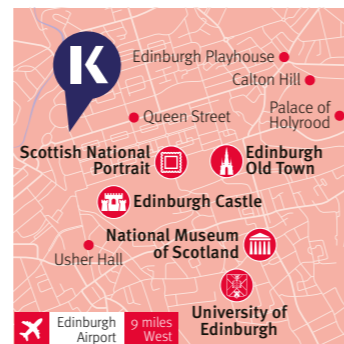 K
Edinburgh Playhouse
Calton Hill
Palace of
Holyrood
Queen Street
Scottish National
Portrait
Edinburgh
Old Town
Edinburgh Castle
National Museum
of Scotland
Usher Hall
University of
Edinburgh
Edinburgh
Airport
9 miles
West